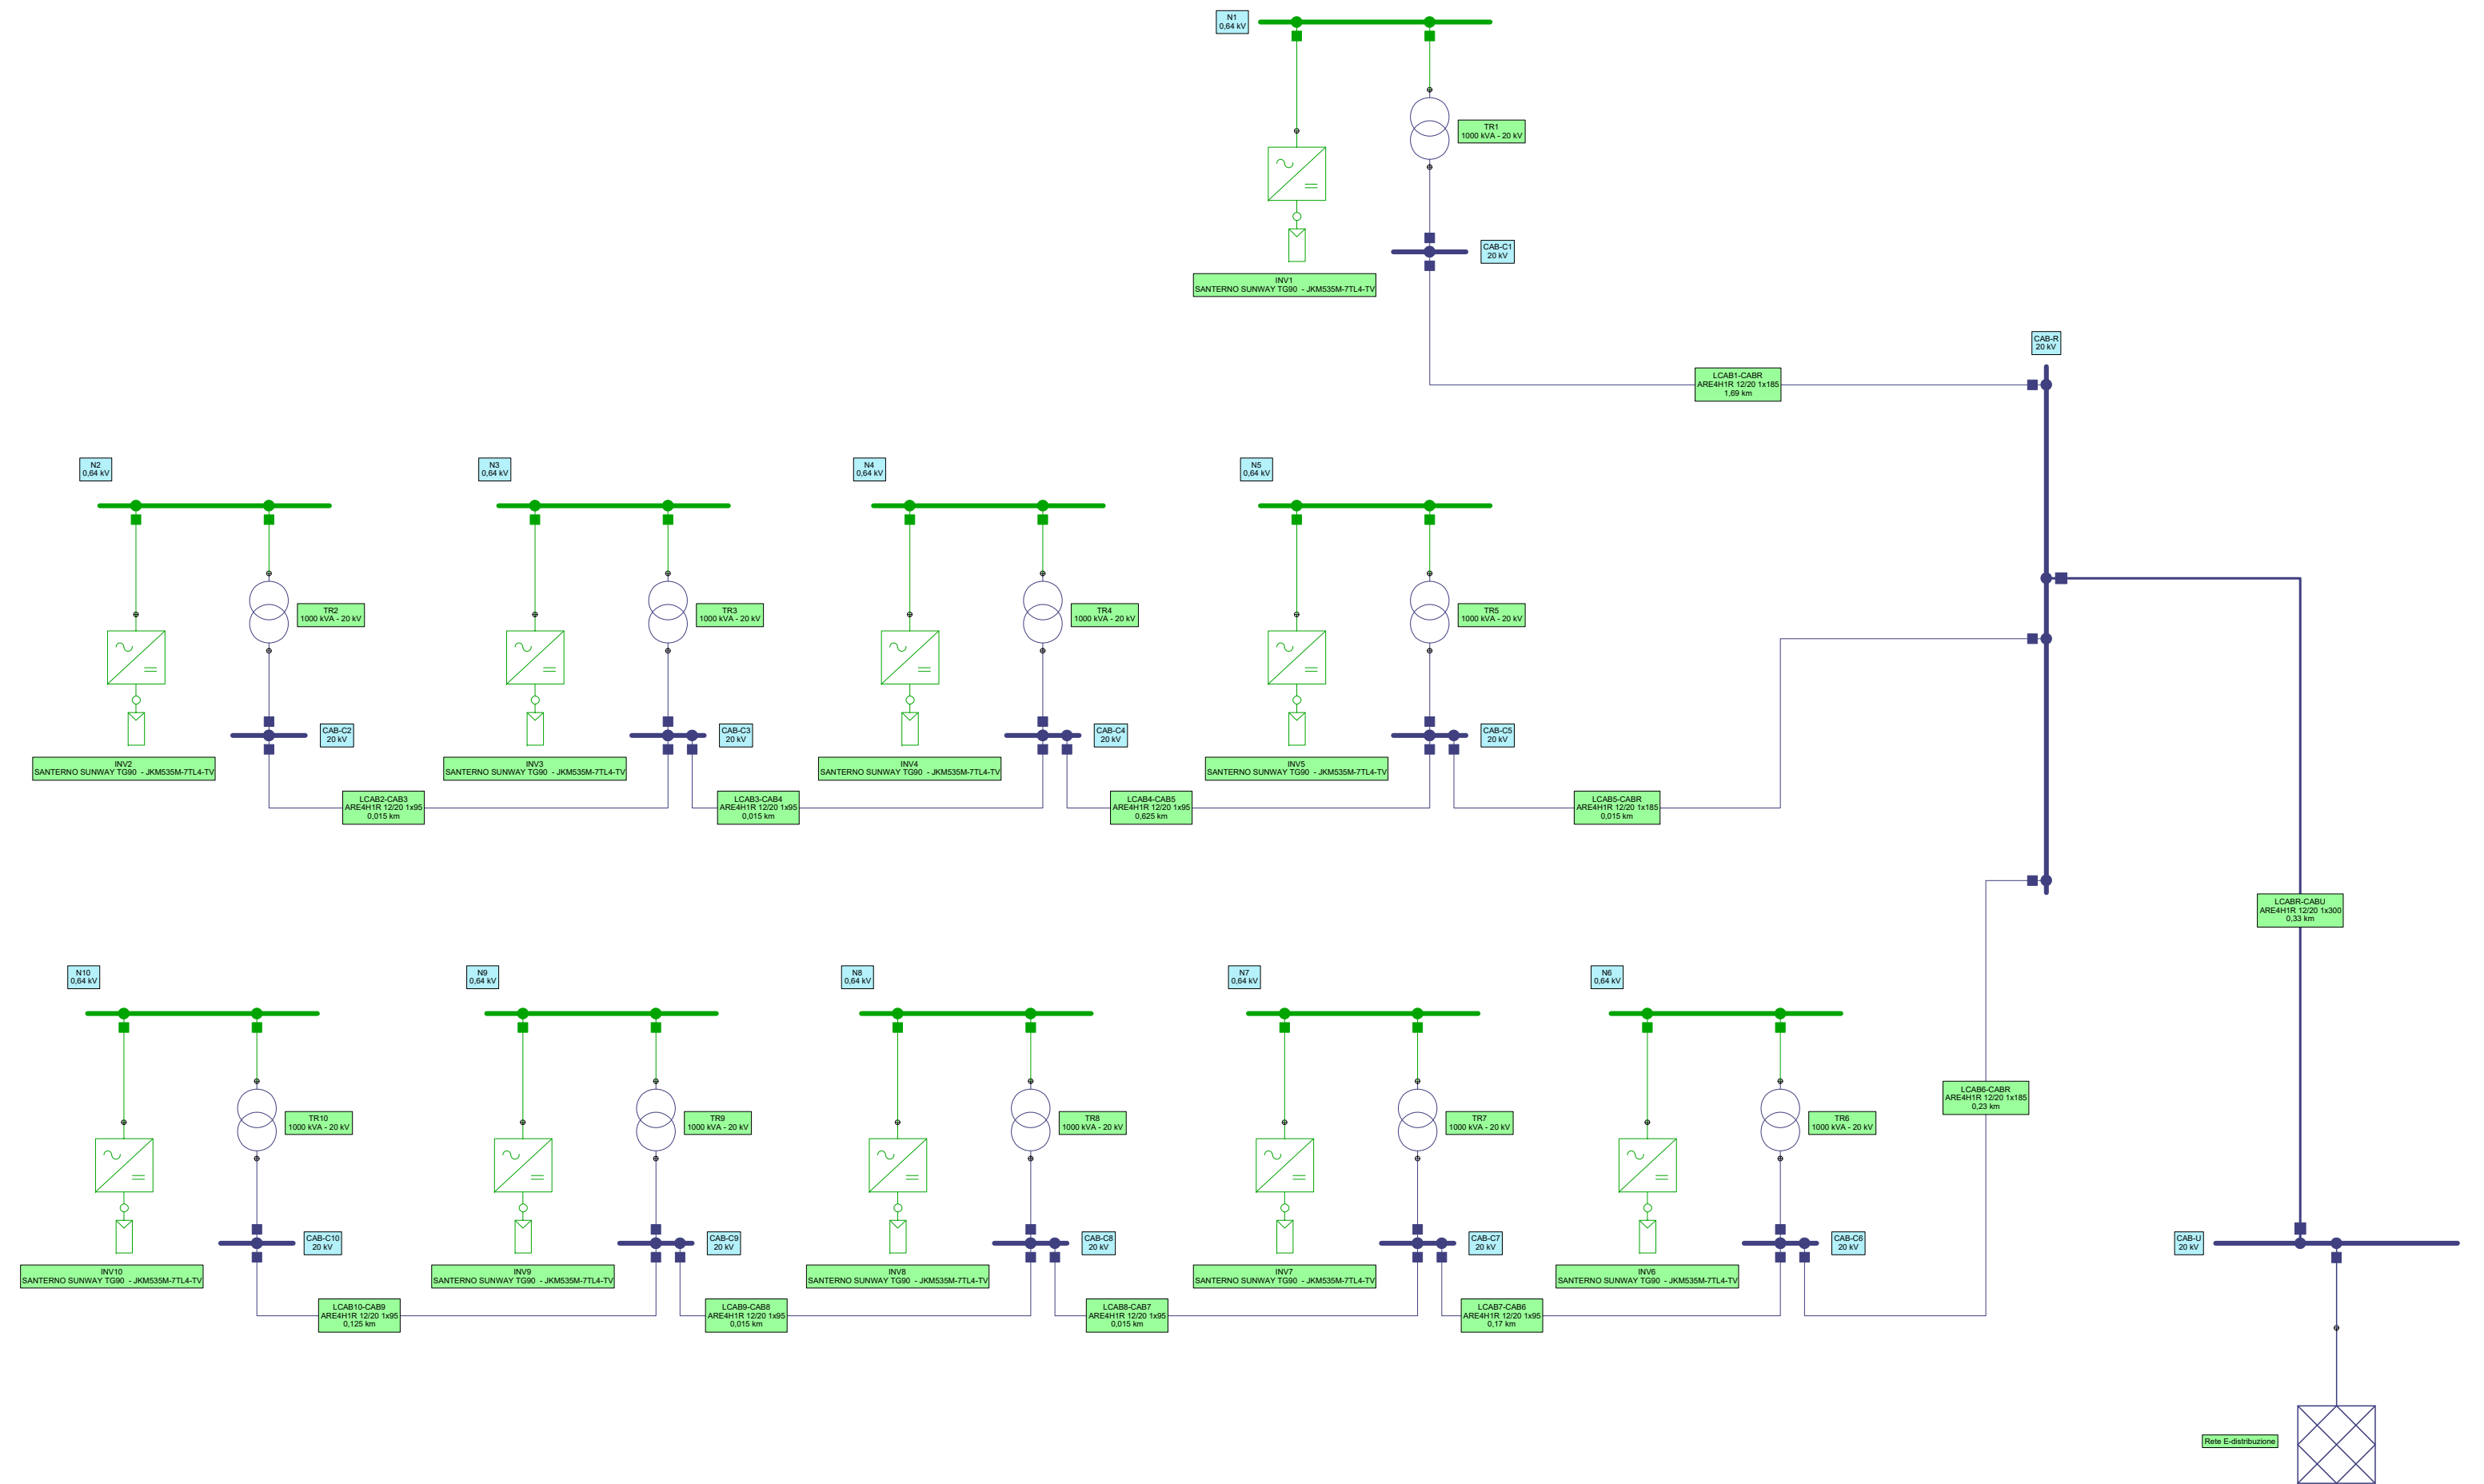 N1
0,64 kV
TR1
1000 kVA - 20 kV
CAB-C1
20 kV
INV1
SANTERNO SUNWAY TG90 - JKM535M-7TL4-TV
CAB-R
20 kV
LCAB1-CABR
ARE4H1R 12/20 1x185
1,69 km
N2
0,64 kV
N3
0,64 kV
N4
0,64 kV
N5
0,64 kV
TR2
1000 kVA - 20 kV
TR3
1000 kVA - 20 kV
TR4
1000 kVA - 20 kV
TR5
1000 kVA - 20 kV
CAB-C2
20 kV
CAB-C3
20 kV
CAB-C4
20 kV
CAB-C5
20 kV
INV2
SANTERNO SUNWAY TG90 - JKM535M-7TL4-TV
INV3
SANTERNO SUNWAY TG90 - JKM535M-7TL4-TV
INV4
SANTERNO SUNWAY TG90 - JKM535M-7TL4-TV
INV5
SANTERNO SUNWAY TG90 - JKM535M-7TL4-TV
LCAB2-CAB3
ARE4H1R 12/20 1x95
0,015 km
LCAB3-CAB4
ARE4H1R 12/20 1x95
0,015 km
LCAB4-CAB5
ARE4H1R 12/20 1x95
0,625 km
LCAB5-CABR
ARE4H1R 12/20 1x185
0,015 km
LCABR-CABU
ARE4H1R 12/20 1x300
0,33 km
N10
0,64 kV
N9
0,64 kV
N8
0,64 kV
N7
0,64 kV
N6
0,64 kV
LCAB6-CABR
ARE4H1R 12/20 1x185
0,23 km
TR10
1000 kVA - 20 kV
TR9
1000 kVA - 20 kV
TR8
1000 kVA - 20 kV
TR7
1000 kVA - 20 kV
TR6
1000 kVA - 20 kV
CAB-C10
20 kV
CAB-C9
20 kV
CAB-C8
20 kV
CAB-C7
20 kV
CAB-C6
20 kV
CAB-U
20 kV
INV10
SANTERNO SUNWAY TG90 - JKM535M-7TL4-TV
INV9
SANTERNO SUNWAY TG90 - JKM535M-7TL4-TV
INV8
SANTERNO SUNWAY TG90 - JKM535M-7TL4-TV
INV7
SANTERNO SUNWAY TG90 - JKM535M-7TL4-TV
INV6
SANTERNO SUNWAY TG90 - JKM535M-7TL4-TV
LCAB10-CAB9
ARE4H1R 12/20 1x95
0,125 km
LCAB9-CAB8
ARE4H1R 12/20 1x95
0,015 km
LCAB8-CAB7
ARE4H1R 12/20 1x95
0,015 km
LCAB7-CAB6
ARE4H1R 12/20 1x95
0,17 km
Rete E-distribuzione